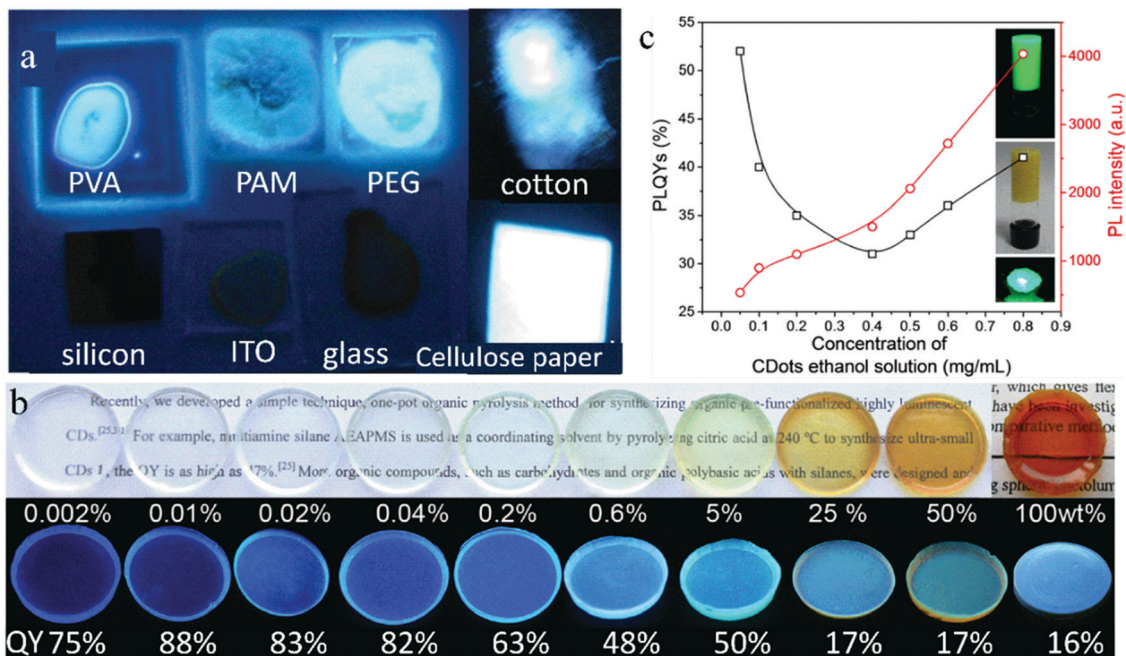 a
PVA PAM PEG cotton
silicon ITO glass Cellulose paper
c
PLQYs (%)
55
50
45
40
35
30
25
0.0 0.1 0.2 0.3 0.4 0.5 0.6 0.7 0.8 0.9
Concentration of
CDots ethanol solution (mg/mL)
4000
3000
2000
1000
PL intensity (a.u.)
b
Recently, we developed a simple technique, one-pot organic pyrolysis method for synthesizing organic pre-functionalized highly luminescent
CDs. For example, multiamine silane AEAPMS is used as a coordinating solvent by pyrolyzing citric acid at 240 °C to synthesize ultra-small
CDs 1, the QY is as high as 47%.[25] More organic compounds, such as carbohydrates and organic polybasic acids with silanes, were designed and
which gives
have been investig
0.002% 0.01% 0.02% 0.04% 0.2% 0.6% 5% 25 % 50% 100wt%
QY 75% 88% 83% 82% 63% 48% 50% 17% 17% 16%